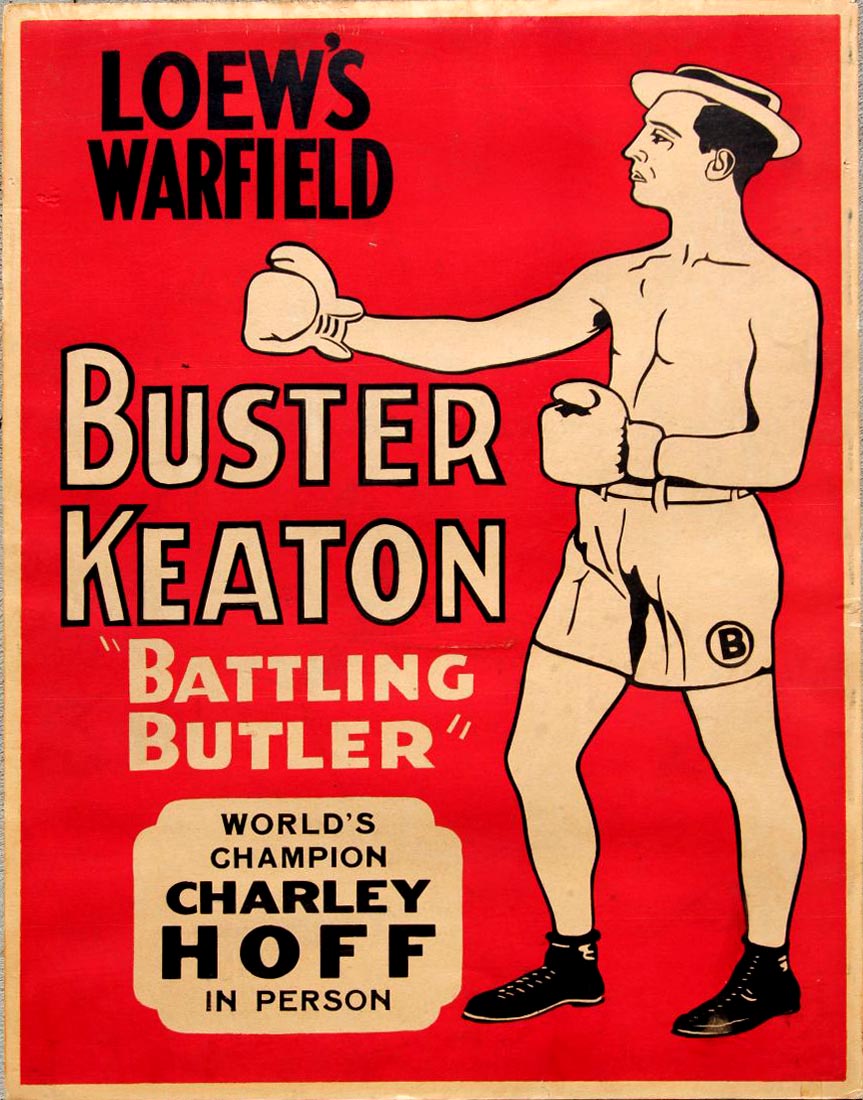 LOEW'S
WARFIELD
BUSTER
KEATON
"BATTLING
BUTLER"
B
WORLD'S
CHAMPION
CHARLEY
HOFF
IN PERSON